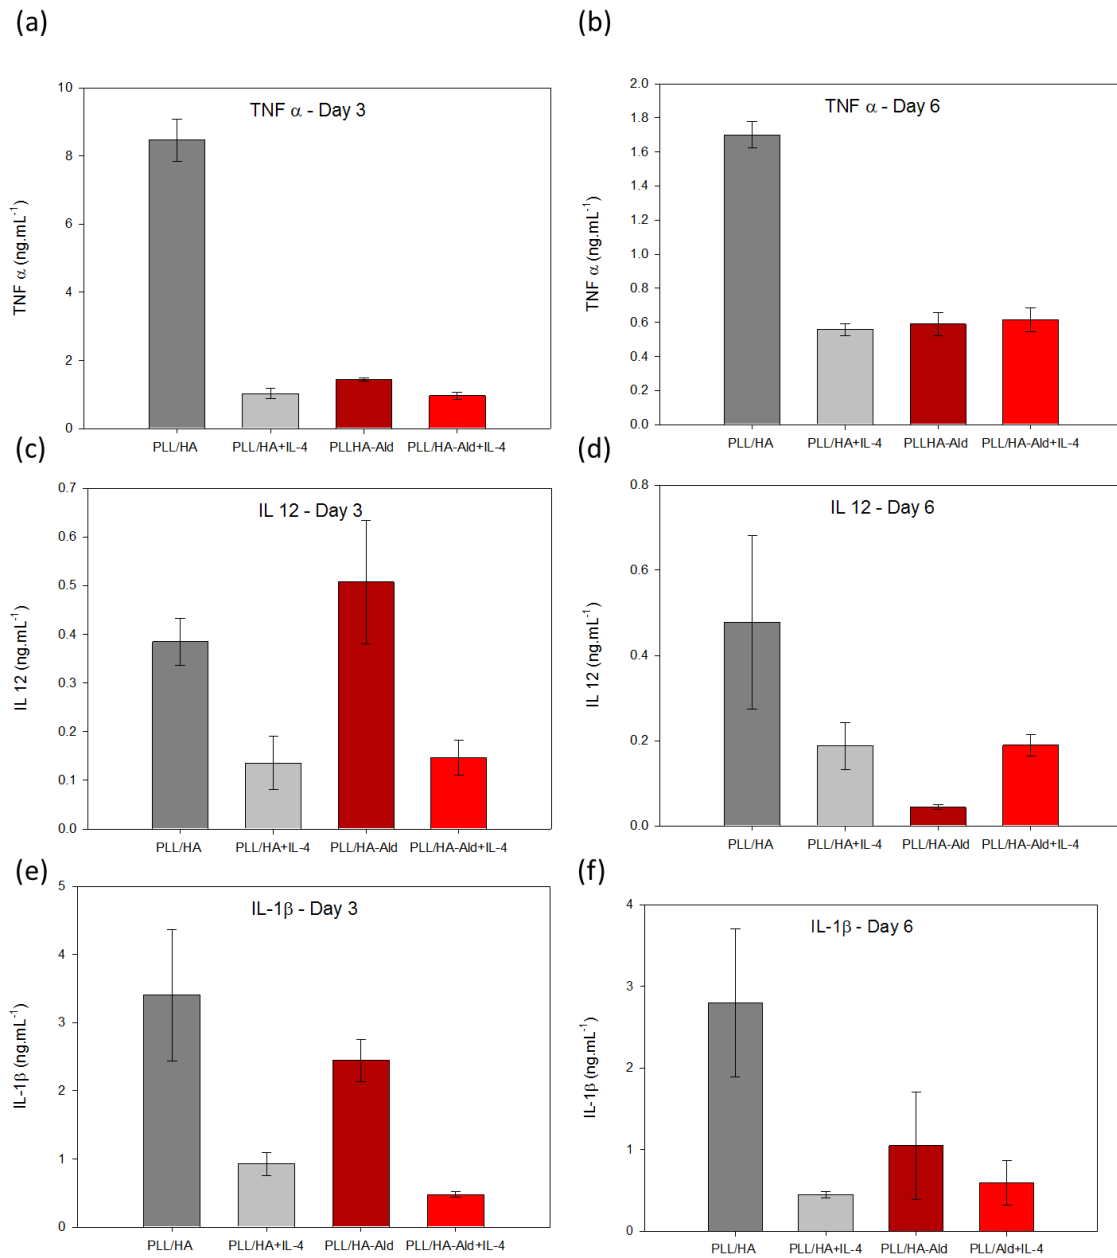 (a)
TNF α - Day 3
TNF α (ng.mL⁻¹)
10
8
6
4
2
0
PLL/HA PLL/HA+IL-4 PLLHA-Ald PLL/HA-Ald+IL-4
(b)
TNF α - Day 6
TNF α (ng.mL⁻¹)
2.0
1.8
1.6
1.4
1.2
1.0
0.8
0.6
0.4
0.2
0.0
PLL/HA PLL/HA+IL-4 PLLHA-Ald PLL/HA-Ald+IL-4
(c)
IL 12 - Day 3
IL 12 (ng.mL⁻¹)
0.7
0.6
0.5
0.4
0.3
0.2
0.1
0.0
PLL/HA PLL/HA+IL-4 PLL/HA-Ald PLL/HA-Ald+IL-4
(d)
IL 12 - Day 6
IL 12 (ng.mL⁻¹)
0.8
0.6
0.4
0.2
0.0
PLL/HA PLL/HA+IL-4 PLL/HA-Ald PLL/HA-Ald+IL-4
(e)
IL-1β - Day 3
IL-1β (ng.mL⁻¹)
5
4
3
2
1
0
PLL/HA PLL/HA+IL-4 PLL/HA-Ald PLL/HA-Ald+IL-4
(f)
IL-1β - Day 6
IL-1β (ng.mL⁻¹)
4
3
2
1
0
PLL/HA PLL/HA+IL-4 PLL/HA-Ald PLL/Ald+IL-4